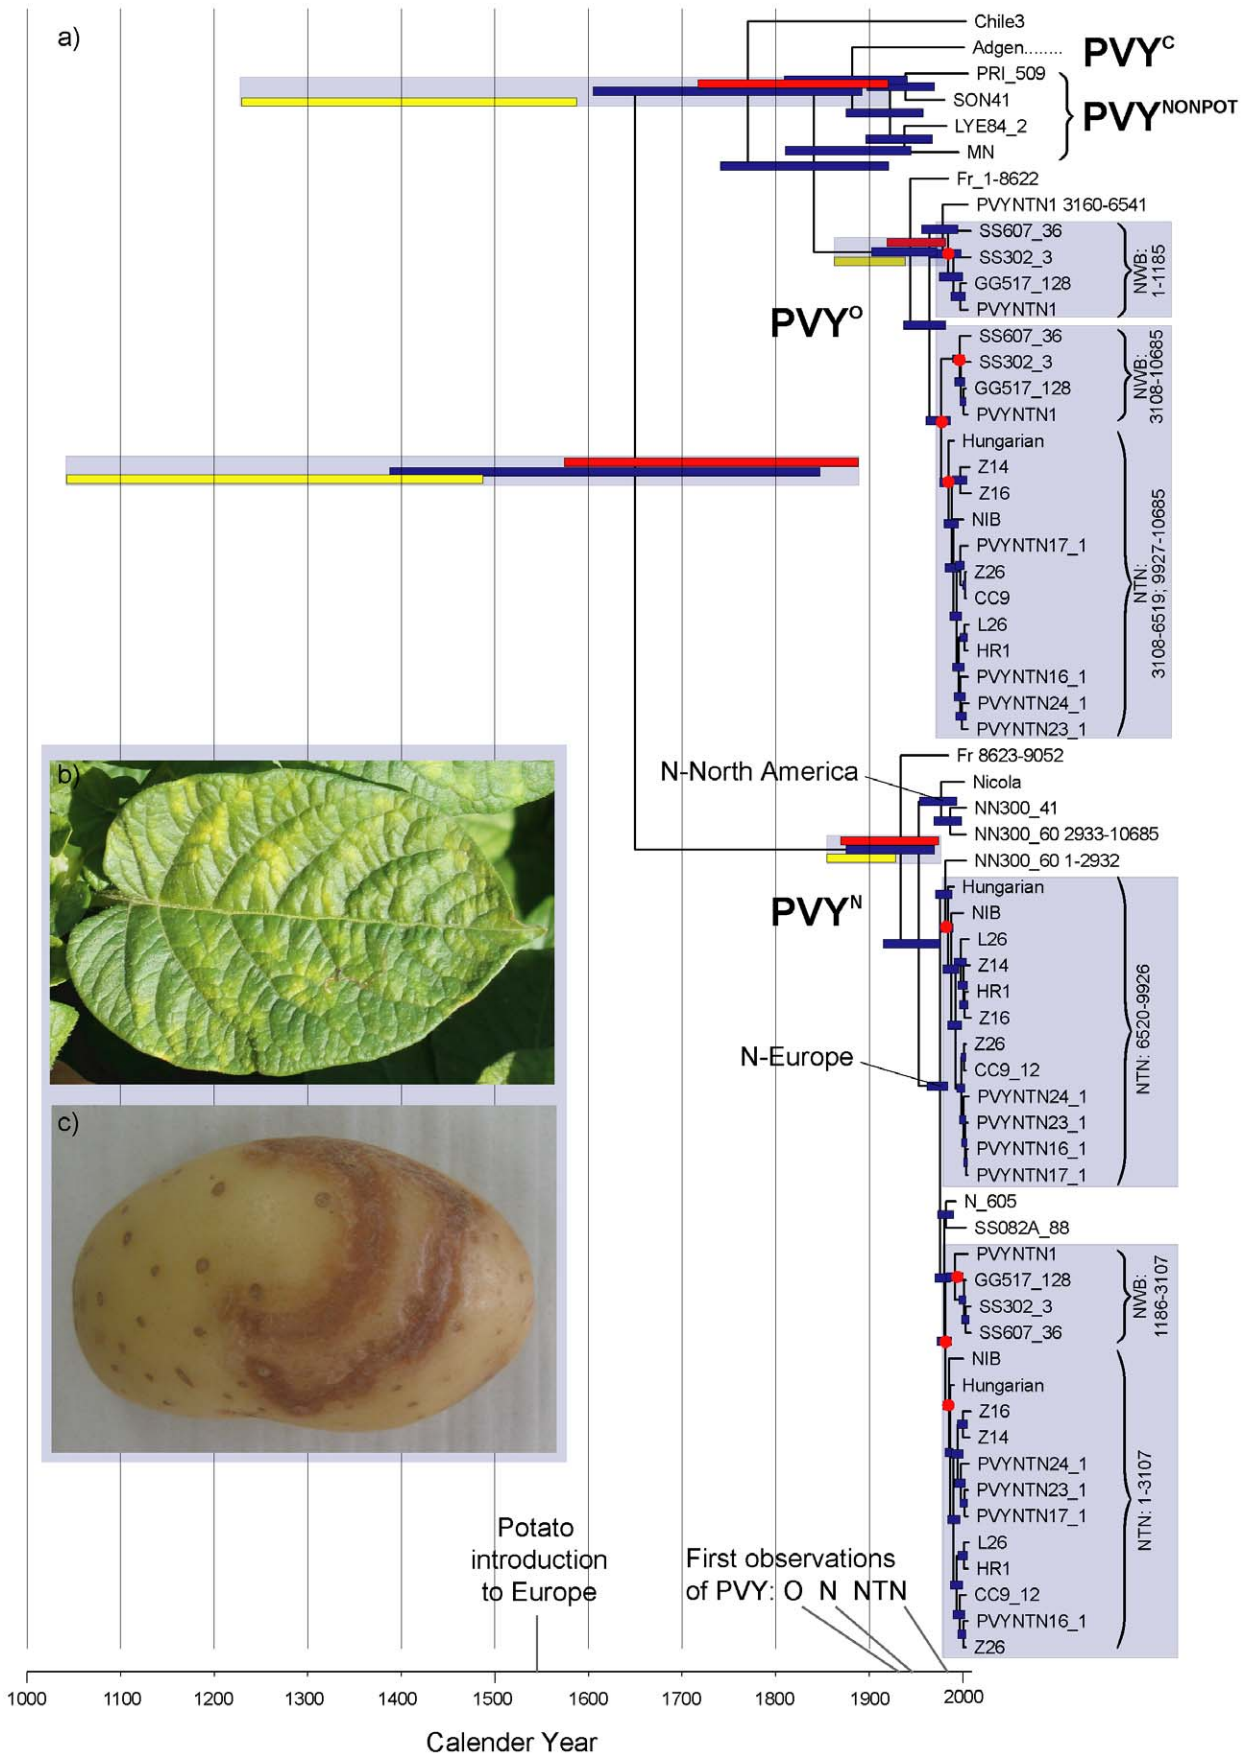 a)
Chile3
Adgen........
PVY^C
PRI_509
SON41
LYE84_2
MN
PVY^NONPOT
Fr_1-8622
PVYNTN1 3160-6541
SS607_36
SS302_3
GG517_128
PVYNTN1
NWB:
1-1185
PVY^O
SS607_36
SS302_3
GG517_128
PVYNTN1
NWB:
3108-10685
Hungarian
Z14
Z16
NIB
PVYNTN17_1
Z26
CC9
L26
HR1
PVYNTN16_1
PVYNTN24_1
PVYNTN23_1
NTN:
3108-6519; 9927-10685
Fr 8623-9052
N-North America
Nicola
NN300_41
NN300_60 2933-10685
NN300_60 1-2932
PVY^N
Hungarian
NIB
L26
Z14
HR1
Z16
Z26
CC9_12
PVYNTN24_1
PVYNTN23_1
PVYNTN16_1
PVYNTN17_1
NTN: 6520-9926
N-Europe
N_605
SS082A_88
PVYNTN1
GG517_128
SS302_3
SS607_36
NWB:
1186-3107
NIB
Hungarian
Z16
Z14
PVYNTN24_1
PVYNTN23_1
PVYNTN17_1
L26
HR1
CC9_12
PVYNTN16_1
Z26
NTN: 1-3107
b)
c)
Potato
introduction
to Europe
First observations
of PVY: O N NTN
1000 1100 1200 1300 1400 1500 1600 1700 1800 1900 2000
Calender Year